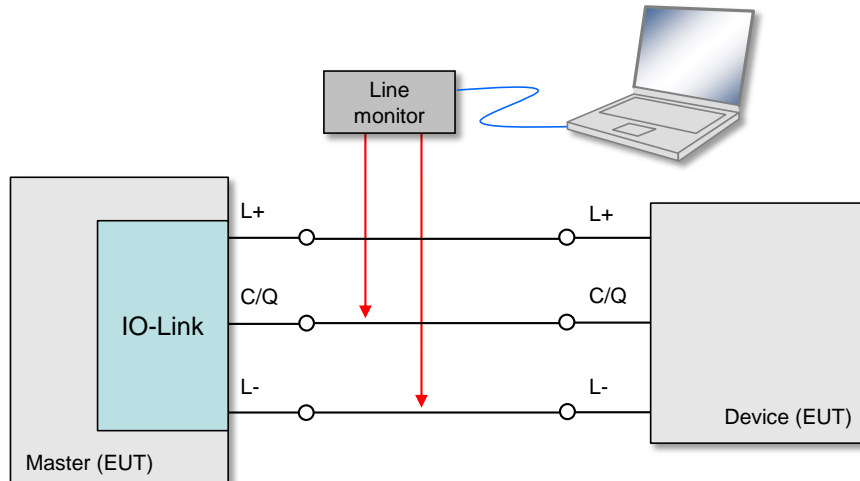 Line
monitor
L+
L+
C/Q
C/Q
IO-Link
L-
L-
Device (EUT)
Master (EUT)